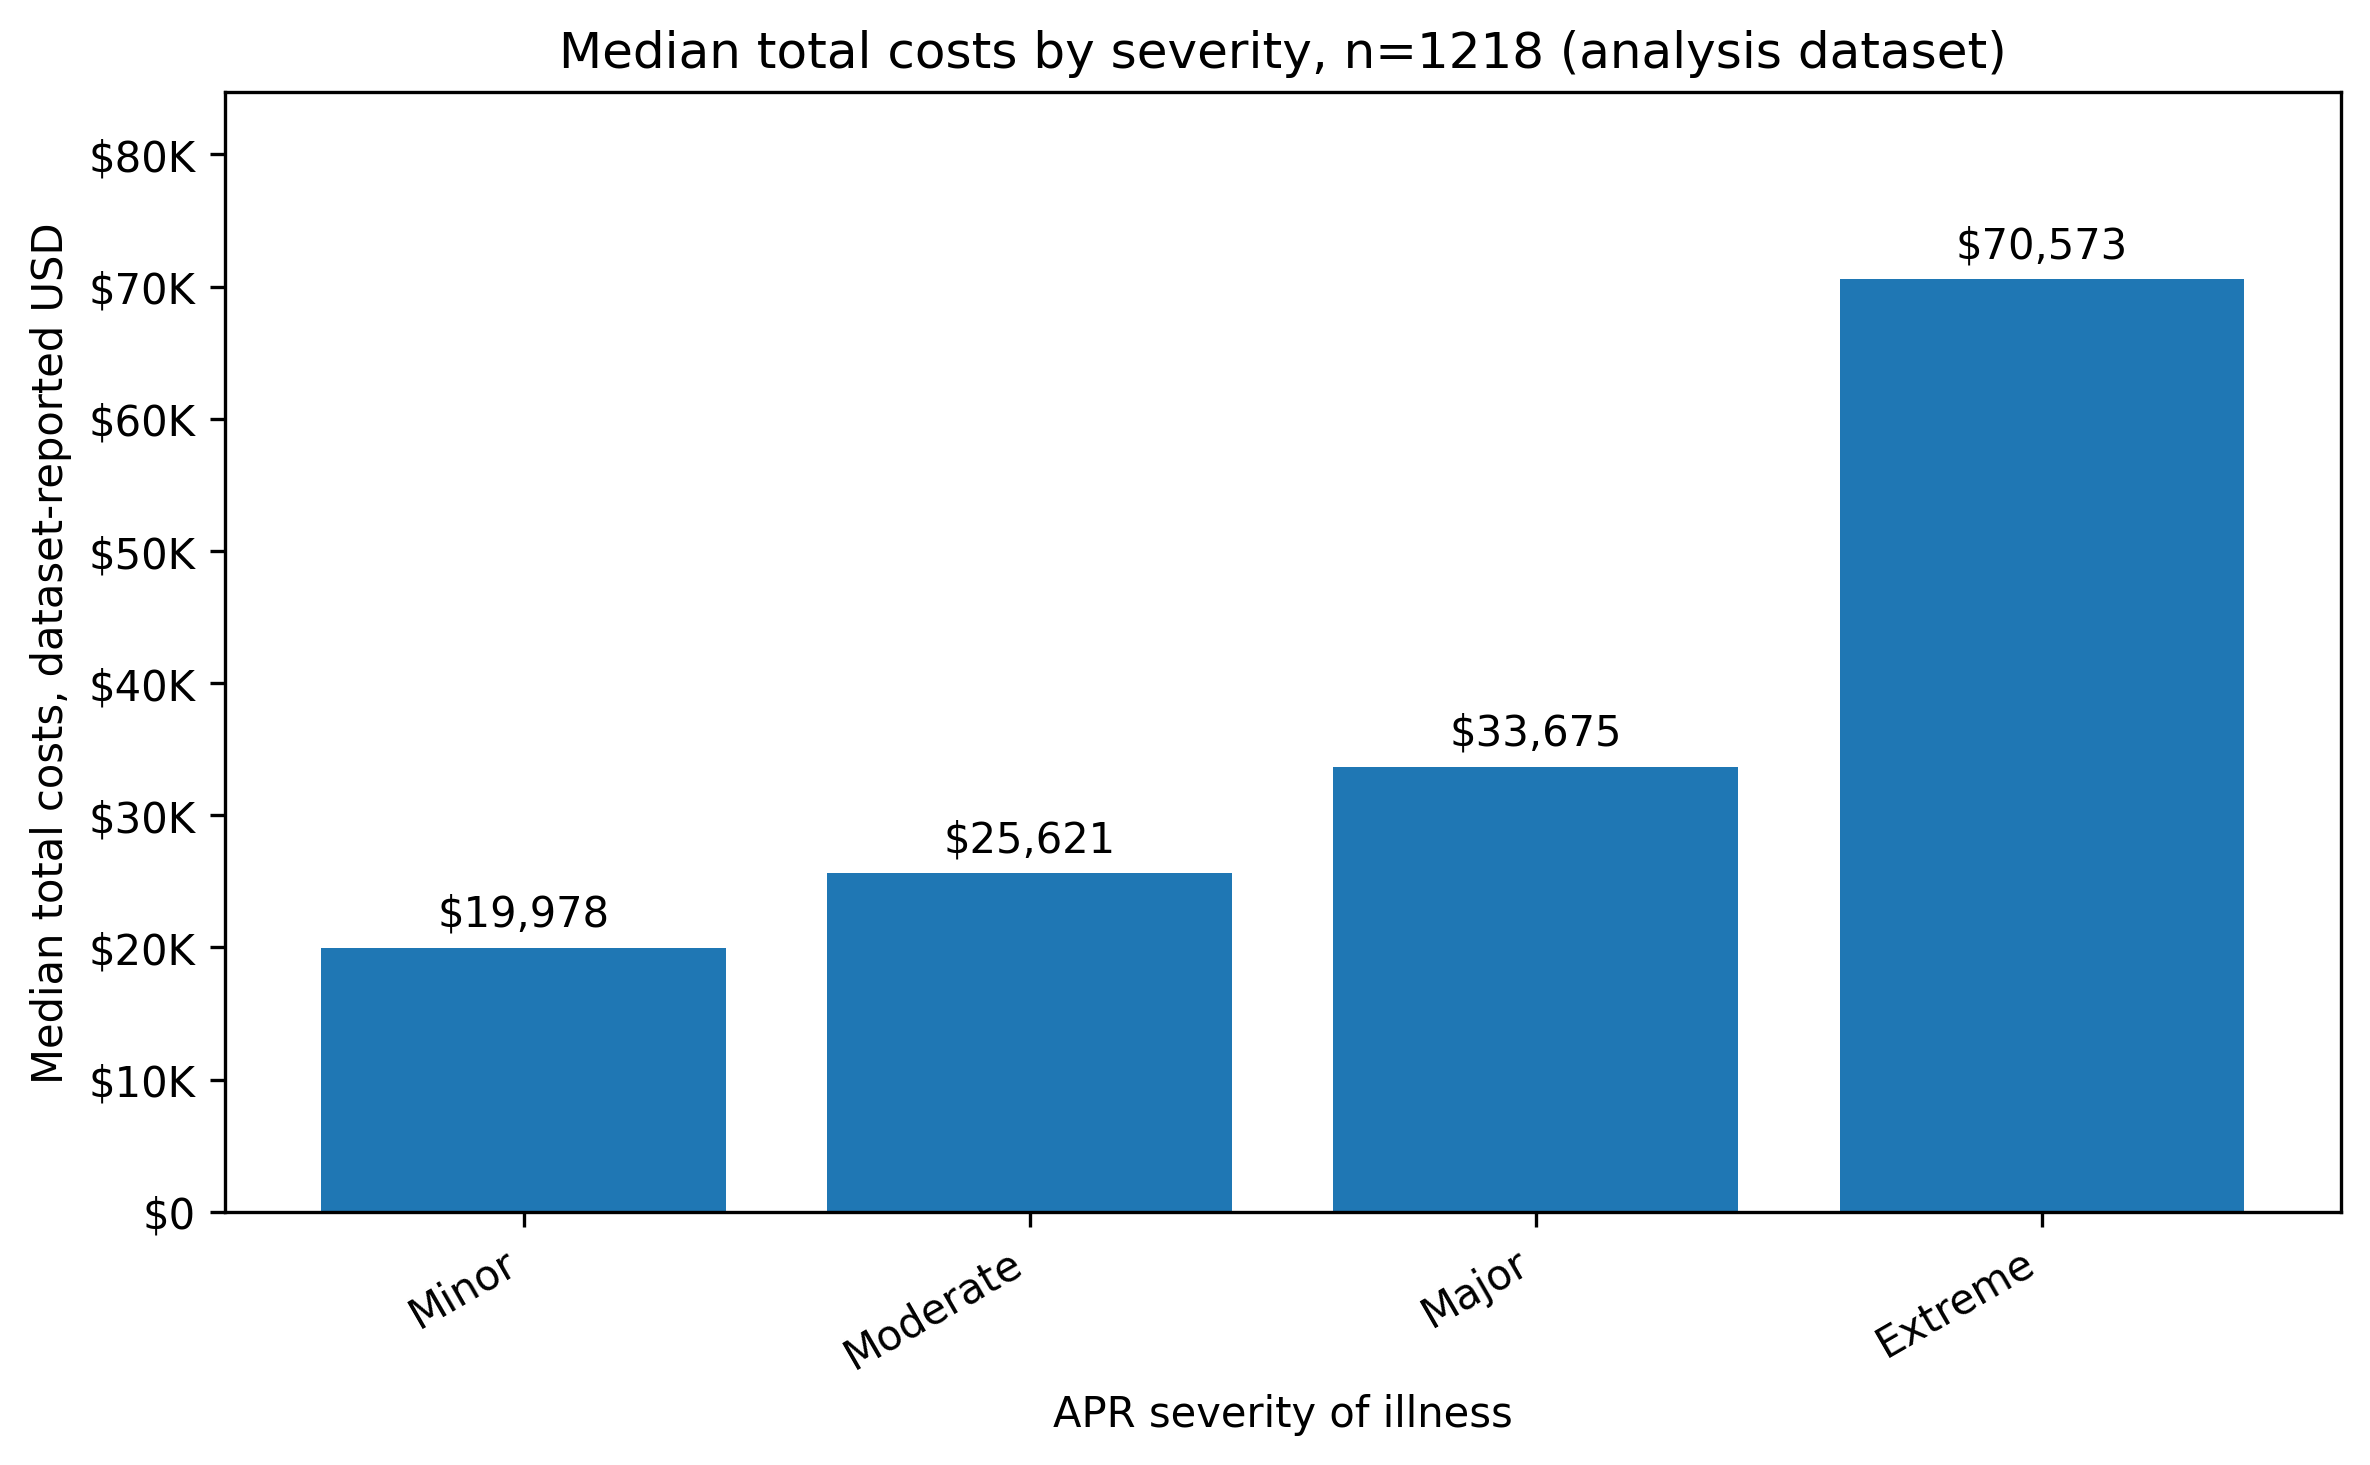 Median total costs by severity, n=1218 (analysis dataset)
Median total costs, dataset-reported USD
$80K
$70K
$60K
$50K
$40K
$30K
$20K
$10K
$0
$19,978
$25,621
$33,675
$70,573
Minor
Moderate
Major
Extreme
APR severity of illness